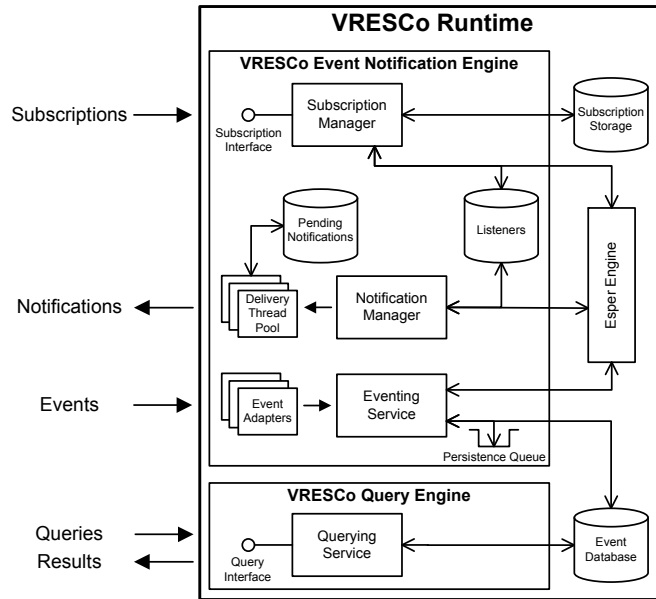 VRESCo Runtime
VRESCo Event Notification Engine
Subscriptions
Subscription
Manager
Subscription
Interface
Subscription
Storage
Pending
Notifications
Listeners
Esper Engine
Notifications
Delivery
Thread
Pool
Notification
Manager
Events
Event
Adapters
Eventing
Service
Persistence Queue
VRESCo Query Engine
Queries
Results
Query
Interface
Querying
Service
Event
Database